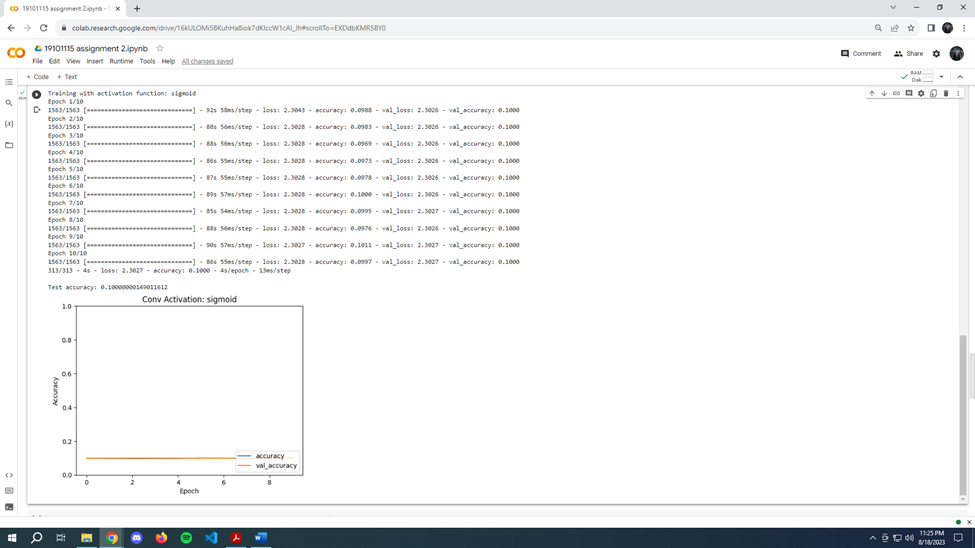 19101115 assignment 2.ipynb
colab.research.google.com/drive/16kULOMi5BKuhHa8iok7dKIccW1cAI_Jh#scrollTo=EXDdbKMR5BY0
19101115 assignment 2.ipynb
File Edit View Insert Runtime Tools Help All changes saved
Comment Share
+ Code + Text
RAM
Disk
Training with activation function: sigmoid
Epoch 1/10
1563/1563 [==============================] - 92s 58ms/step - loss: 2.3043 - accuracy: 0.0988 - val_loss: 2.3026 - val_accuracy: 0.1000
Epoch 2/10
1563/1563 [==============================] - 88s 56ms/step - loss: 2.3028 - accuracy: 0.0983 - val_loss: 2.3026 - val_accuracy: 0.1000
Epoch 3/10
1563/1563 [==============================] - 88s 56ms/step - loss: 2.3028 - accuracy: 0.0969 - val_loss: 2.3026 - val_accuracy: 0.1000
Epoch 4/10
1563/1563 [==============================] - 86s 55ms/step - loss: 2.3028 - accuracy: 0.0973 - val_loss: 2.3026 - val_accuracy: 0.1000
Epoch 5/10
1563/1563 [==============================] - 87s 55ms/step - loss: 2.3028 - accuracy: 0.0978 - val_loss: 2.3026 - val_accuracy: 0.1000
Epoch 6/10
1563/1563 [==============================] - 89s 57ms/step - loss: 2.3028 - accuracy: 0.1000 - val_loss: 2.3026 - val_accuracy: 0.1000
Epoch 7/10
1563/1563 [==============================] - 85s 54ms/step - loss: 2.3028 - accuracy: 0.0995 - val_loss: 2.3027 - val_accuracy: 0.1000
Epoch 8/10
1563/1563 [==============================] - 88s 56ms/step - loss: 2.3028 - accuracy: 0.0976 - val_loss: 2.3026 - val_accuracy: 0.1000
Epoch 9/10
1563/1563 [==============================] - 90s 57ms/step - loss: 2.3027 - accuracy: 0.1011 - val_loss: 2.3027 - val_accuracy: 0.1000
Epoch 10/10
1563/1563 [==============================] - 86s 55ms/step - loss: 2.3028 - accuracy: 0.0997 - val_loss: 2.3027 - val_accuracy: 0.1000
313/313 - 4s - loss: 2.3027 - accuracy: 0.1000 - 4s/epoch - 13ms/step
Test accuracy: 0.10000000149011612
Conv Activation: sigmoid
1.0
0.8
0.6
0.4
0.2
0.0
Accuracy
accuracy
val_accuracy
0 2 4 6 8
Epoch
11:25 PM
8/18/2023